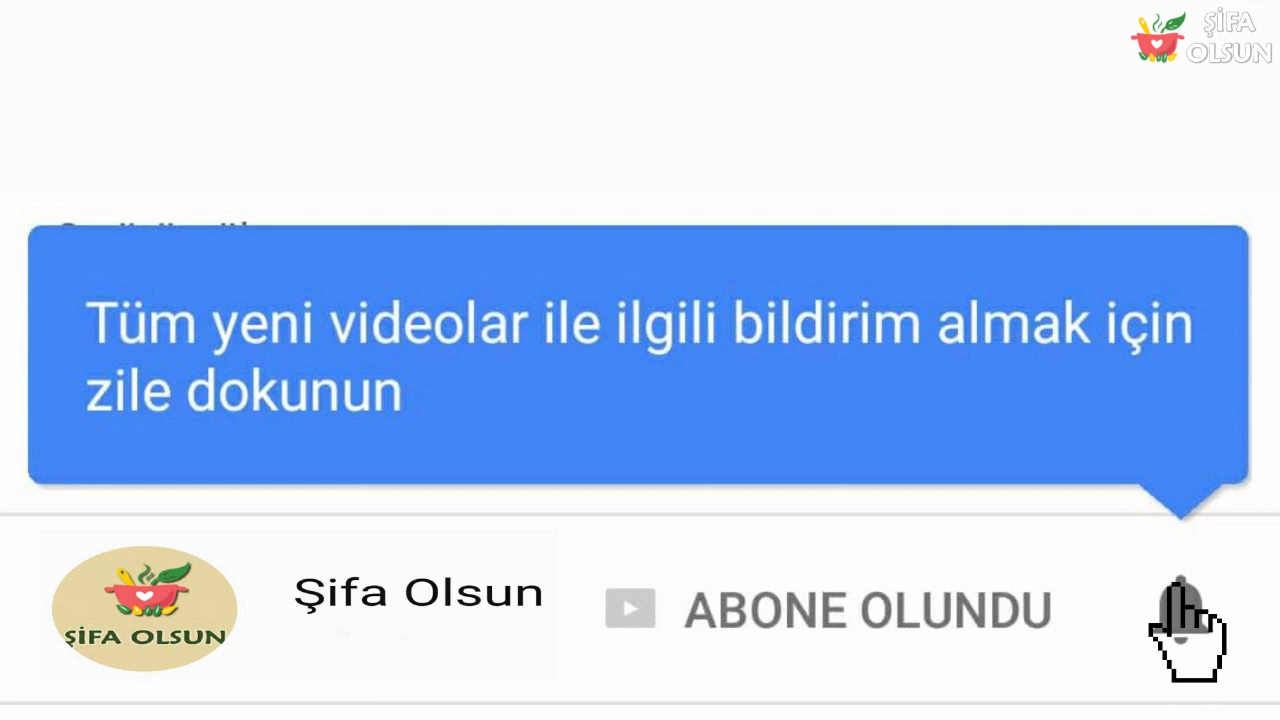 ŞİFA
OLSUN
Tüm yeni videolar ile ilgili bildirim almak için
zile dokunun
ŞİFA OLSUN
Şifa Olsun
ABONE OLUNDU